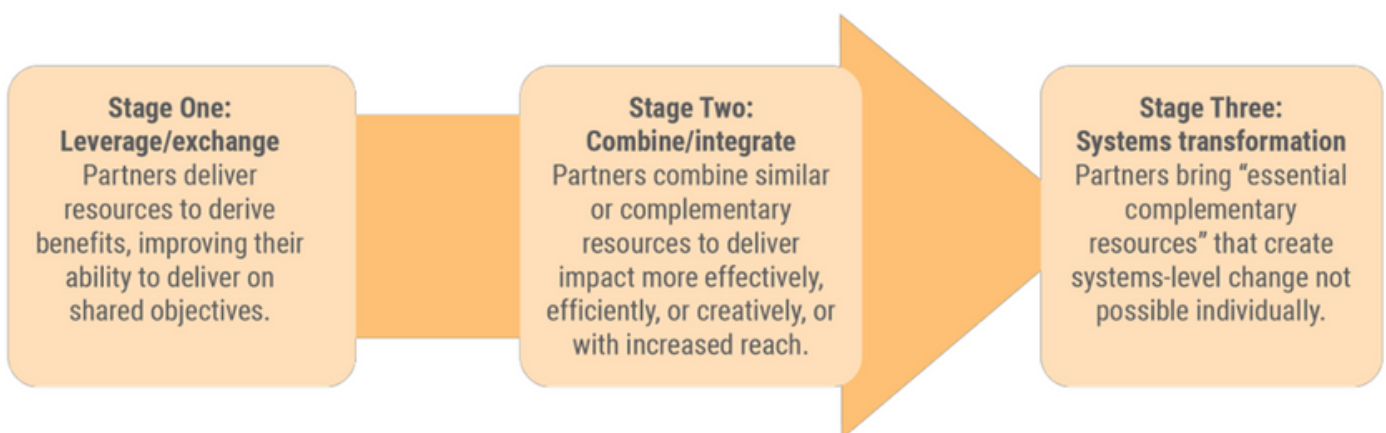 Stage One:
Leverage/exchange
Partners deliver
resources to derive
benefits, improving their
ability to deliver on
shared objectives.
Stage Two:
Combine/integrate
Partners combine similar
or complementary
resources to deliver
impact more effectively,
efficiently, or creatively, or
with increased reach.
Stage Three:
Systems transformation
Partners bring “essential
complementary
resources” that create
systems-level change not
possible individually.